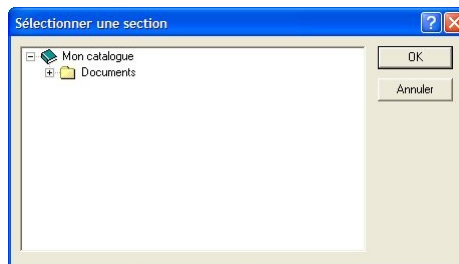 Sélectionner une section
Mon catalogue
Documents
OK
Annuler